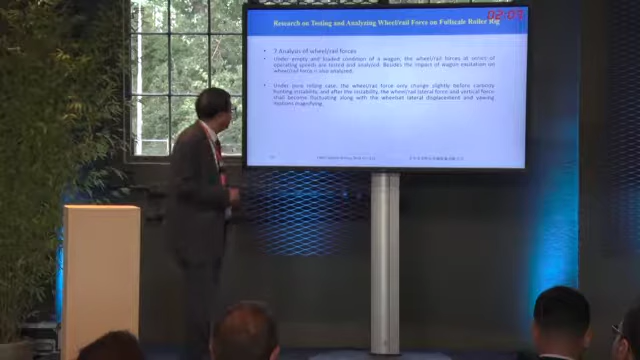 Research on Testing and Analyzing Wheel/rail Force on Fullscale Roller Rig
02:05
• 7 Analysis of wheel/rail forces
• Under empty and loaded condition of a wagon, the wheel/rail forces at series of
operating speeds are tested and analyzed. Besides the impact of wagon excitation on
wheel/rail force is also analyzed.
• Under pure rolling case, the wheel/rail force only change slightly before carbody
hunting instability, and after the instability, the wheel/rail lateral force and vertical force
shall become fluctuating along with the wheelset lateral displacement and yawing
motions magnifying.